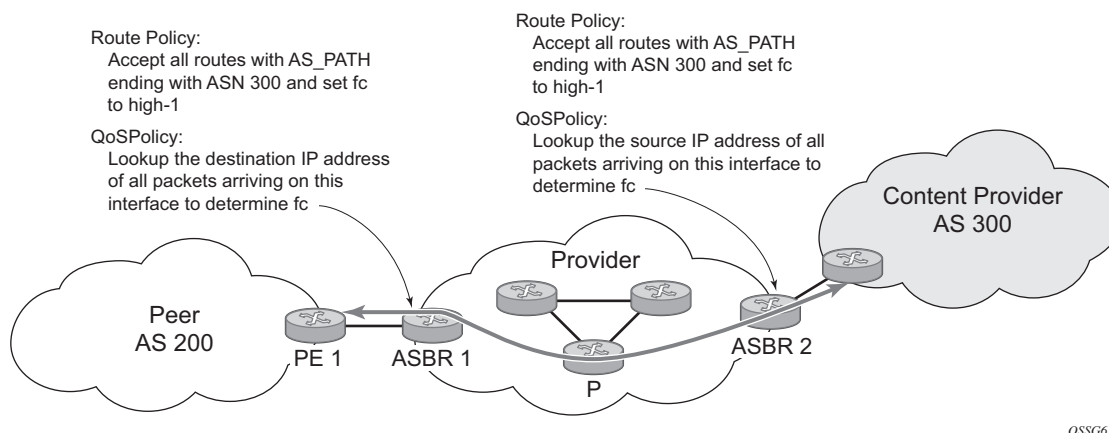 Route Policy:
Accept all routes with AS_PATH
ending with ASN 300 and set fc
to high-1
QoSPolicy:
Lookup the destination IP address
of all packets arriving on this
interface to determine fc
Route Policy:
Accept all routes with AS_PATH
ending with ASN 300 and set fc
to high-1
QoSPolicy:
Lookup the source IP address of all
packets arriving on this interface to
determine fc
Content Provider
AS 300
Provider
Peer
AS 200
PE 1
ASBR 1
P
ASBR 2
OSSG6